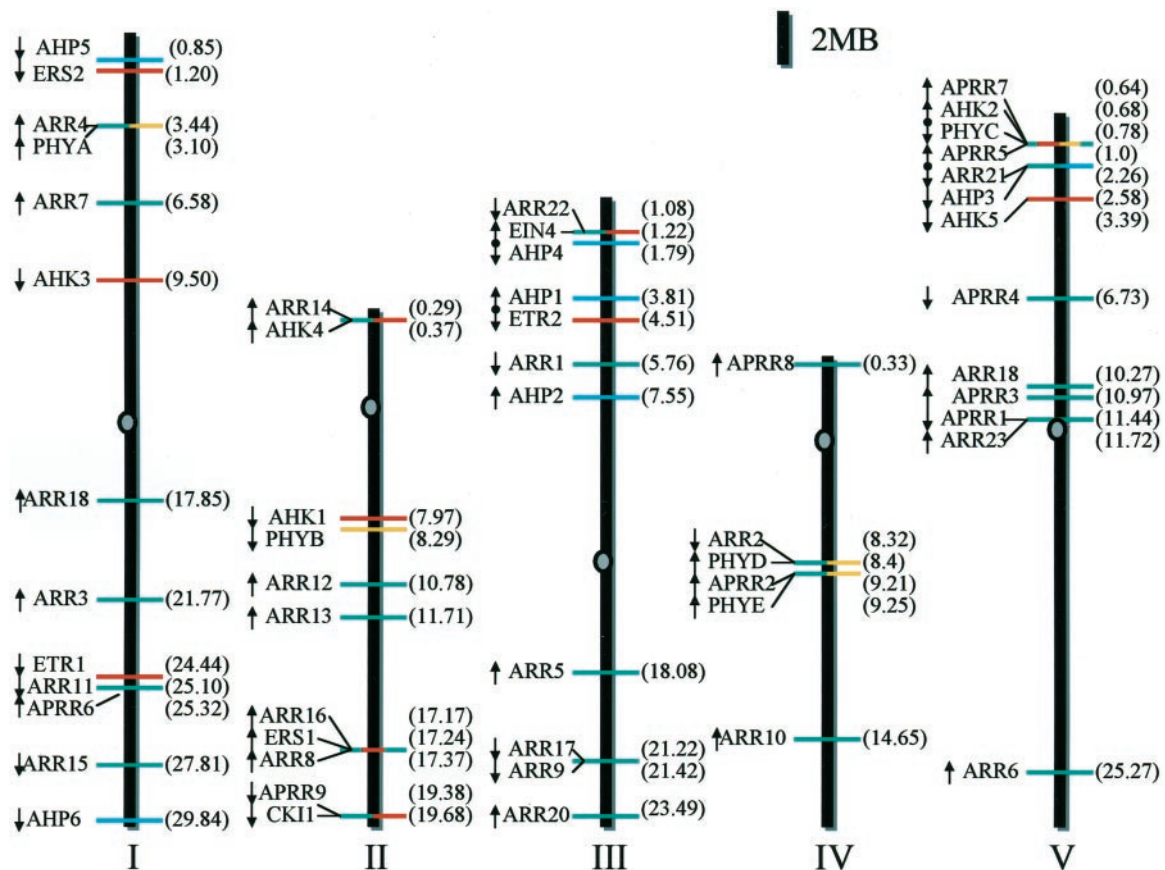 2MB
AHP5 (0.85)
ERS2 (1.20)
ARR4 (3.44)
PHYA (3.10)
ARR7 (6.58)
AHK3 (9.50)
ARR18 (17.85)
ARR3 (21.77)
ETR1 (24.44)
ARR11 (25.10)
APRR6 (25.32)
ARR15 (27.81)
AHP6 (29.84)
I
ARR14 (0.29)
AHK4 (0.37)
AHK1 (7.97)
PHYB (8.29)
ARR12 (10.78)
ARR13 (11.71)
ARR16 (17.17)
ERS1 (17.24)
ARR8 (17.37)
APRR9 (19.38)
CKI1 (19.68)
II
ARR22 (1.08)
EIN4 (1.22)
AHP4 (1.79)
AHP1 (3.81)
ETR2 (4.51)
ARR1 (5.76)
AHP2 (7.55)
ARR5 (18.08)
ARR17 (21.22)
ARR9 (21.42)
ARR20 (23.49)
III
APRR8 (0.33)
ARR2 (8.32)
PHYD (8.4)
APRR2 (9.21)
PHYE (9.25)
ARR10 (14.65)
IV
APRR7 (0.64)
AHK2 (0.68)
PHYC (0.78)
APRR5 (1.0)
ARR21 (2.26)
AHP3 (2.58)
AHK5 (3.39)
APRR4 (6.73)
ARR18 (10.27)
APRR3 (10.97)
APRR1 (11.44)
ARR23 (11.72)
ARR6 (25.27)
V